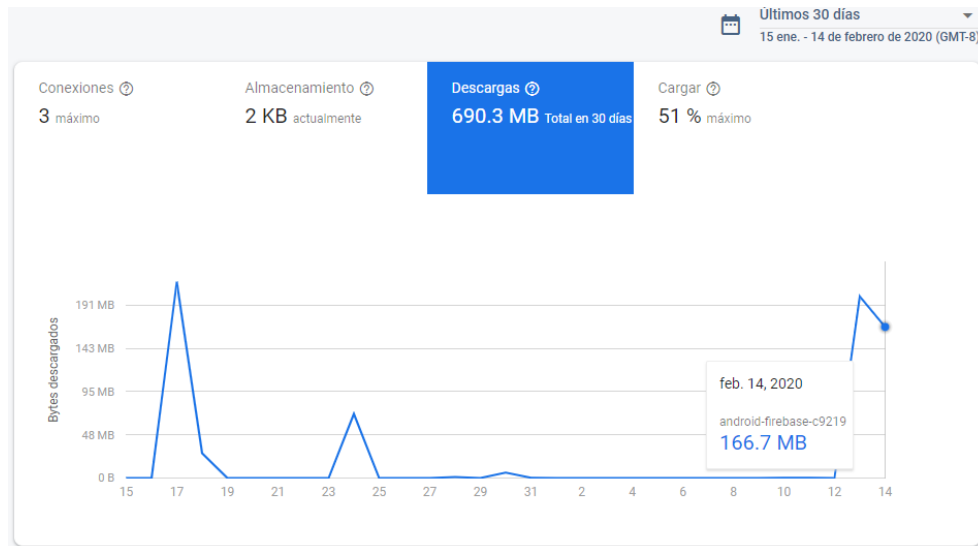 Últimos 30 días
15 ene. - 14 de febrero de 2020 (GMT-8)
Conexiones
3 máximo
Almacenamiento
2 KB actualmente
Descargas
690.3 MB Total en 30 días
Cargar
51 % máximo
Bytes descargados
191 MB
143 MB
95 MB
48 MB
0 B
15 17 19 21 23 25 27 29 31 2 4 6 8 10 12 14
feb. 14, 2020
android-firebase-c9219
166.7 MB